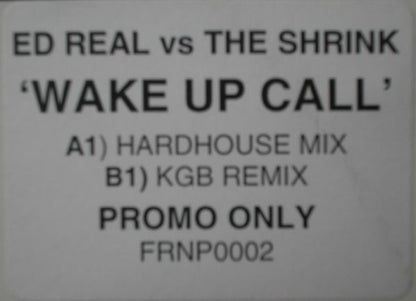 ED REAL vs THE SHRINK
‘WAKE UP CALL’
A1) HARDHOUSE MIX
B1) KGB REMIX
PROMO ONLY
FRNP0002